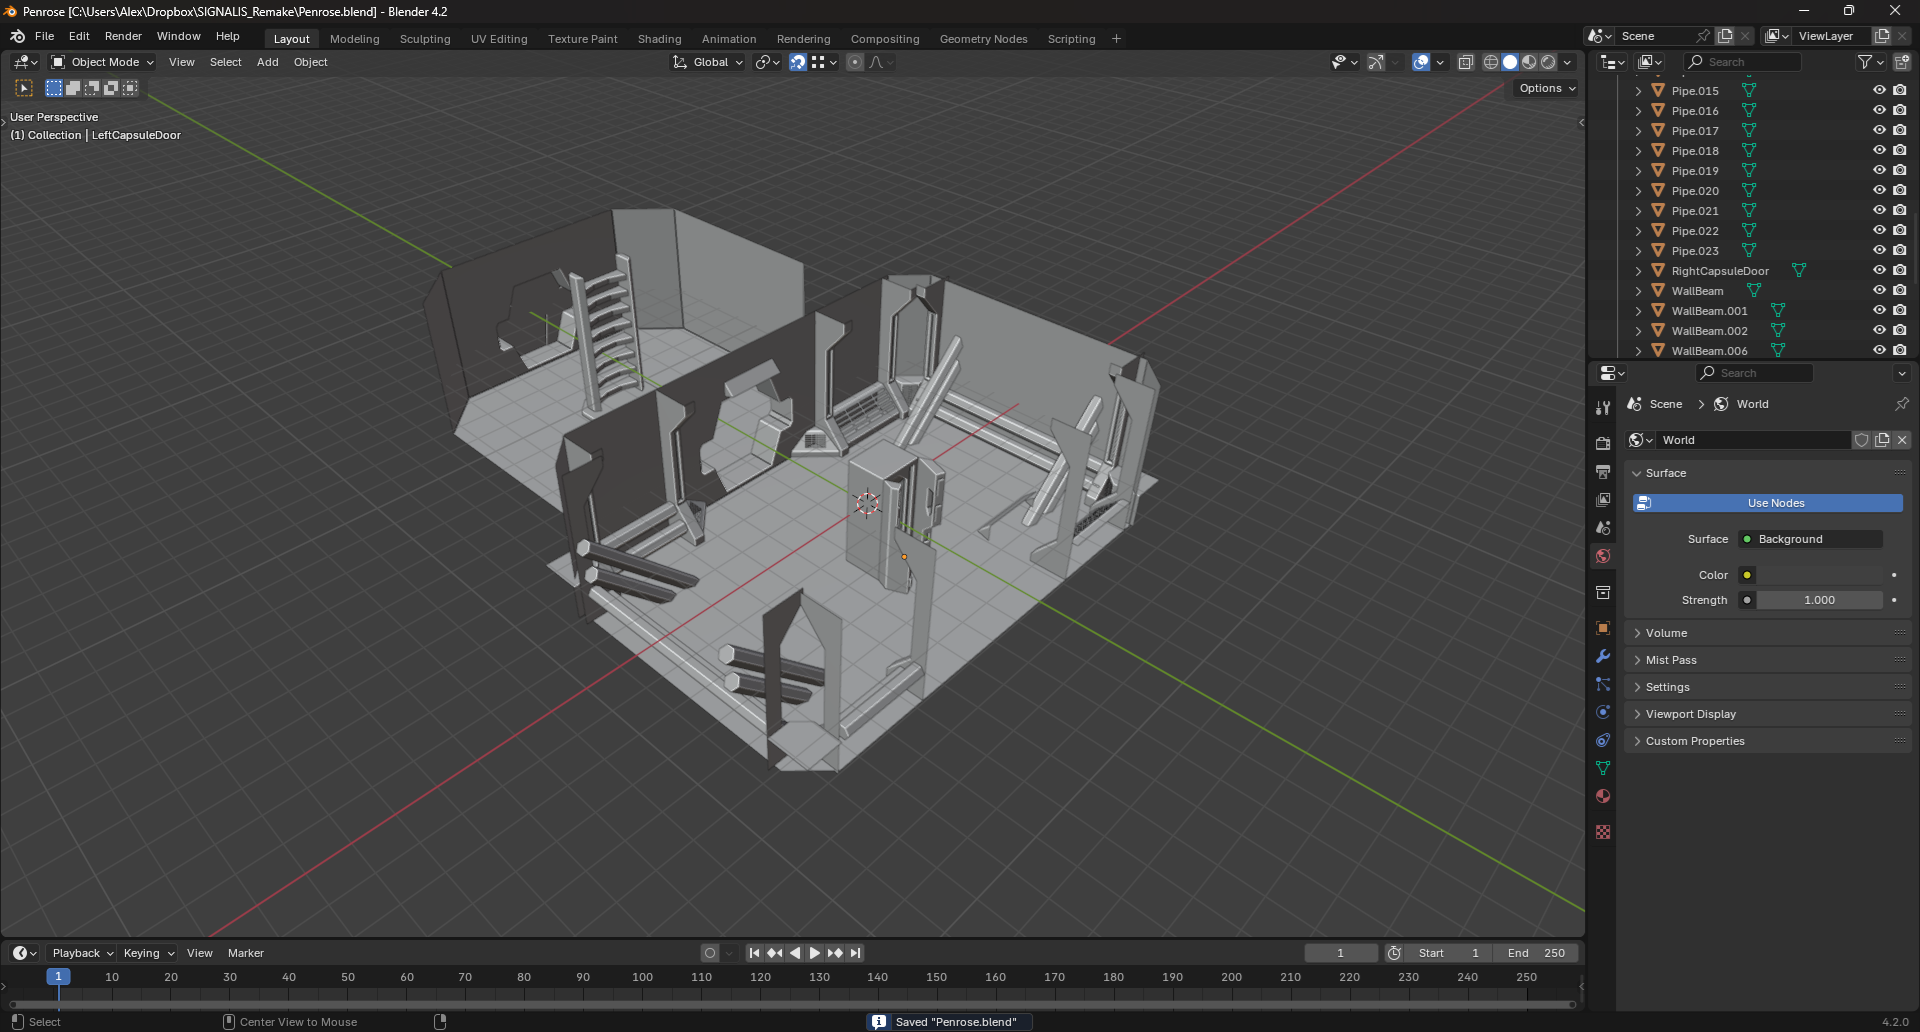 Penrose [C:\Users\Alex\Dropbox\SIGNALIS_Remake\Penrose.blend] - Blender 4.2
File Edit Render Window Help Layout Modeling Sculpting UV Editing Texture Paint Shading Animation Rendering Compositing Geometry Nodes Scripting + Scene ViewLayer
Object Mode View Select Add Object Global Search
Options
User Perspective
(1) Collection | LeftCapsuleDoor
Pipe.015
Pipe.016
Pipe.017
Pipe.018
Pipe.019
Pipe.020
Pipe.021
Pipe.022
Pipe.023
RightCapsuleDoor
WallBeam
WallBeam.001
WallBeam.002
WallBeam.006
Search
Scene > World
World
Surface
Use Nodes
Surface Background
Color
Strength 1.000
Volume
Mist Pass
Settings
Viewport Display
Custom Properties
Playback Keying View Marker 1 Start 1 End 250
1 10 20 30 40 50 60 70 80 90 100 110 120 130 140 150 160 170 180 190 200 210 220 230 240 250
Select Center View to Mouse Saved "Penrose.blend" 4.2.0